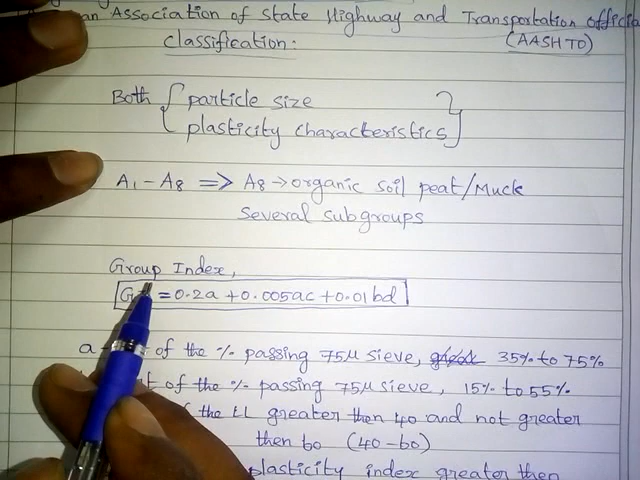 an Association of State Highway and Transportation officia
classification: (AASHTO)
Both { particle size
plasticity characteristics }
A1 - A8 => A8 → organic soil peat/Muck
several subgroups
Group Index,
G = 0.2a + 0.005ac + 0.01bd
a of the % passing 75μ sieve, 35% to 75%
of the % passing 75μ sieve, 15% to 55%
the LL greater then 40 and not greater
then 60 (40-60)
plasticity index greater then